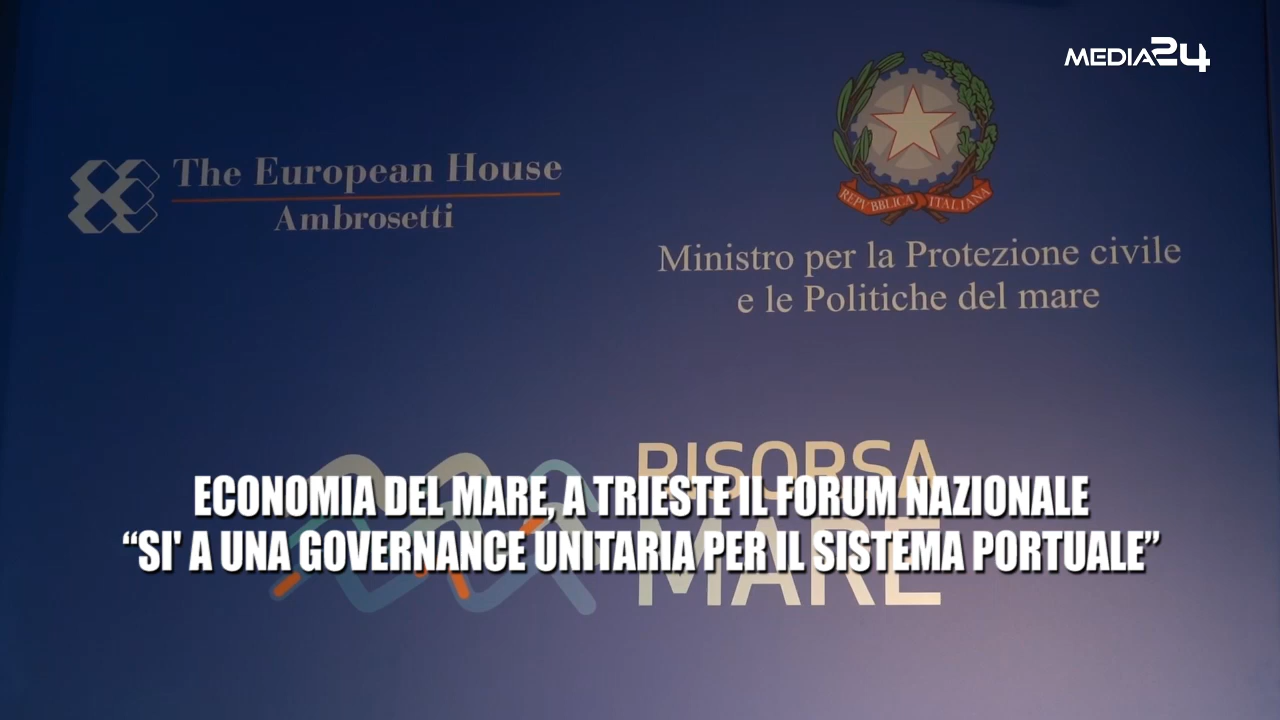 MEDIA24
The European House
Ambrosetti
REPVBBLICA ITALIANA
Ministro per la Protezione civile
e le Politiche del mare
RISORSA
MARE
ECONOMIA DEL MARE, A TRIESTE IL FORUM NAZIONALE
“SI' A UNA GOVERNANCE UNITARIA PER IL SISTEMA PORTUALE”